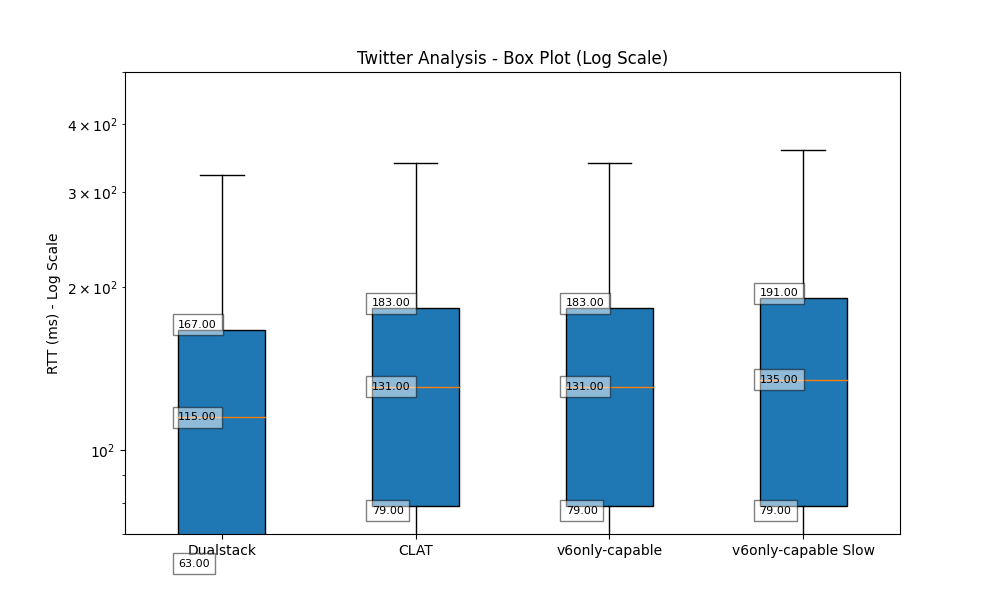 Twitter Analysis - Box Plot (Log Scale)
RTT (ms) - Log Scale
4 × 10²
3 × 10²
2 × 10²
10²
167.00
115.00
63.00
183.00
131.00
79.00
183.00
131.00
79.00
191.00
135.00
79.00
Dualstack
CLAT
v6only-capable
v6only-capable Slow